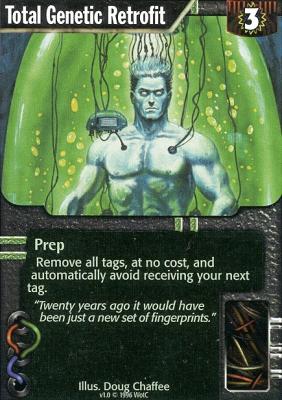 Total Genetic Retrofit
3
Prep
Remove all tags, at no cost, and
automatically avoid receiving your next
tag.
"Twenty years ago it would have
been just a new set of fingerprints."
Illus. Doug Chaffee
v1.0 © 1996 WotC